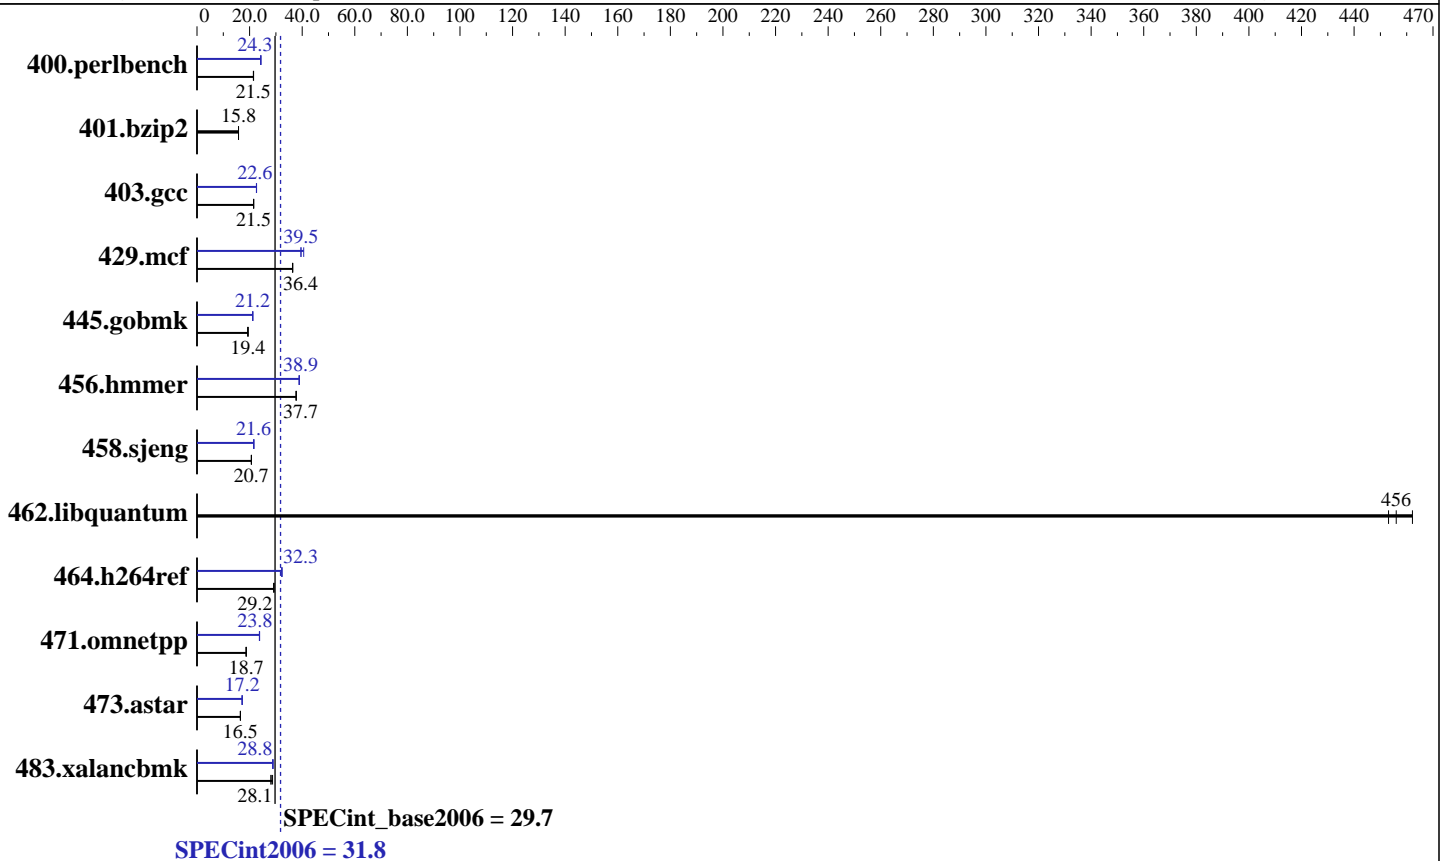 0 20.0 40.0 60.0 80.0 100 120 140 160 180 200 220 240 260 280 300 320 340 360 380 400 420 440 470
24.3
400.perlbench
21.5
15.8
401.bzip2
22.6
403.gcc
21.5
39.5
429.mcf
36.4
21.2
445.gobmk
19.4
38.9
456.hmmer
37.7
21.6
458.sjeng
20.7
456
462.libquantum
32.3
464.h264ref
29.2
23.8
471.omnetpp
18.7
17.2
473.astar
16.5
28.8
483.xalancbmk
28.1
SPECint_base2006 = 29.7
SPECint2006 = 31.8